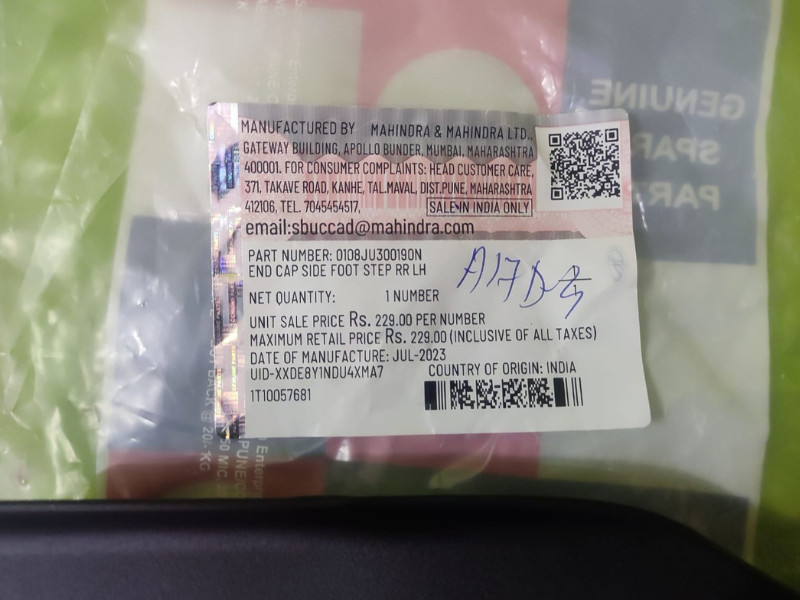 MANUFACTURED BY MAHINDRA & MAHINDRA LTD.,
GATEWAY BUILDING, APOLLO BUNDER, MUMBAI, MAHARASHTRA
400001. FOR CONSUMER COMPLAINTS: HEAD CUSTOMER CARE,
371, TAKAVE ROAD, KANHE, TAL.MAVAL, DIST.PUNE, MAHARASHTRA
412106, TEL. 7045454517, SALE IN INDIA ONLY
email:sbuccad@mahindra.com
PART NUMBER: 0108JU300190N
END CAP SIDE FOOT STEP RR LH
NET QUANTITY: 1 NUMBER
UNIT SALE PRICE Rs. 229.00 PER NUMBER
MAXIMUM RETAIL PRICE Rs. 229.00 (INCLUSIVE OF ALL TAXES)
DATE OF MANUFACTURE: JUL-2023
UID-XXDE8Y1NDU4XMA7 COUNTRY OF ORIGIN: INDIA
1T10057681
GENUINE
SPARE
PARTS